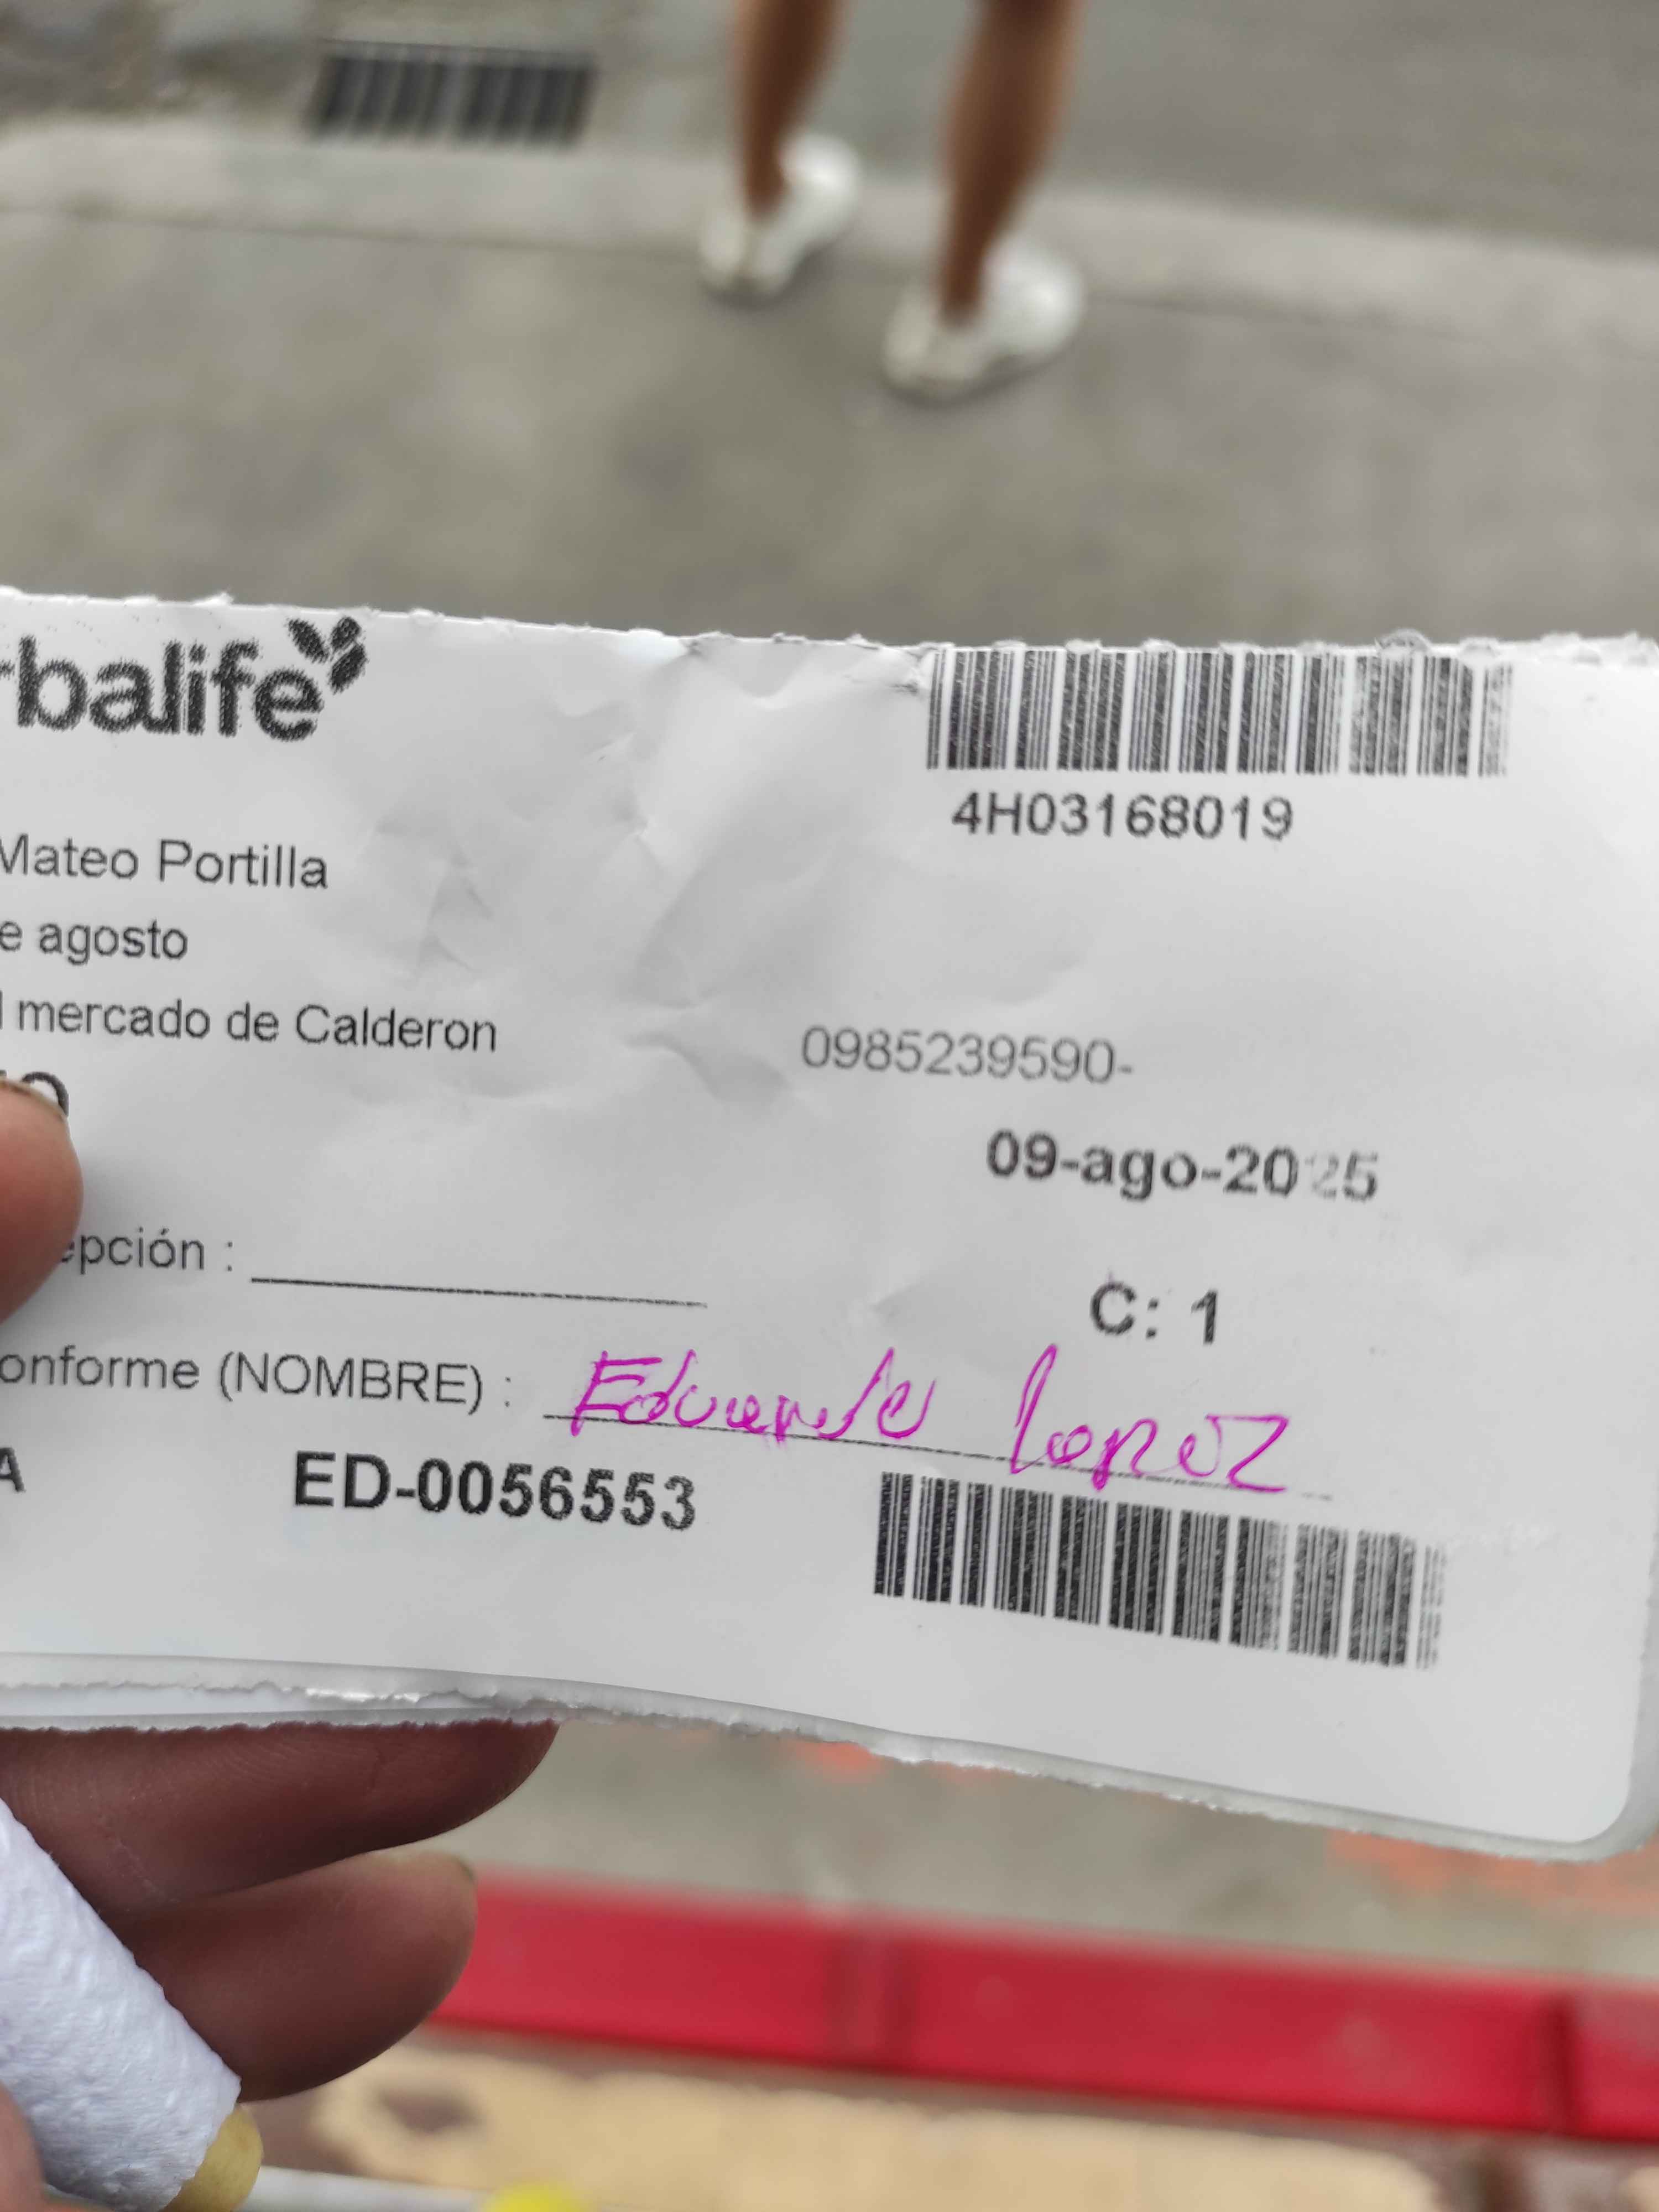 rbalife
4H03168019
Mateo Portilla
e agosto
l mercado de Calderon
0985239590-
09-ago-2025
epción :
C: 1
onforme (NOMBRE) : Eduardo Lopez
A ED-0056553